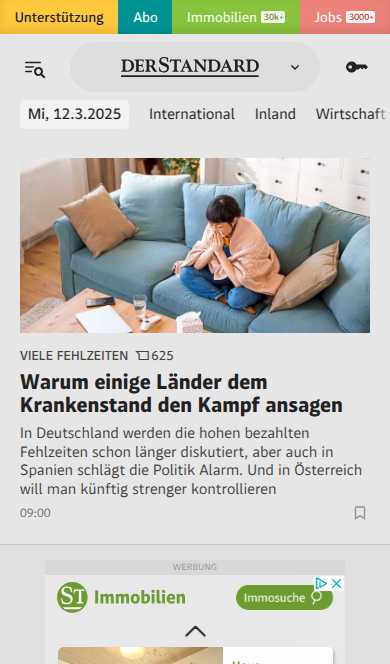 Unterstützung Abo Immobilien 30k+ Jobs 3000+
DERSTANDARD
Mi, 12.3.2025 International Inland Wirtschaft
VIELE FEHLZEITEN 625
Warum einige Länder dem
Krankenstand den Kampf ansagen
In Deutschland werden die hohen bezahlten
Fehlzeiten schon länger diskutiert, aber auch in
Spanien schlägt die Politik Alarm. Und in Österreich
will man künftig strenger kontrollieren
09:00
WERBUNG
ST Immobilien Immosuche